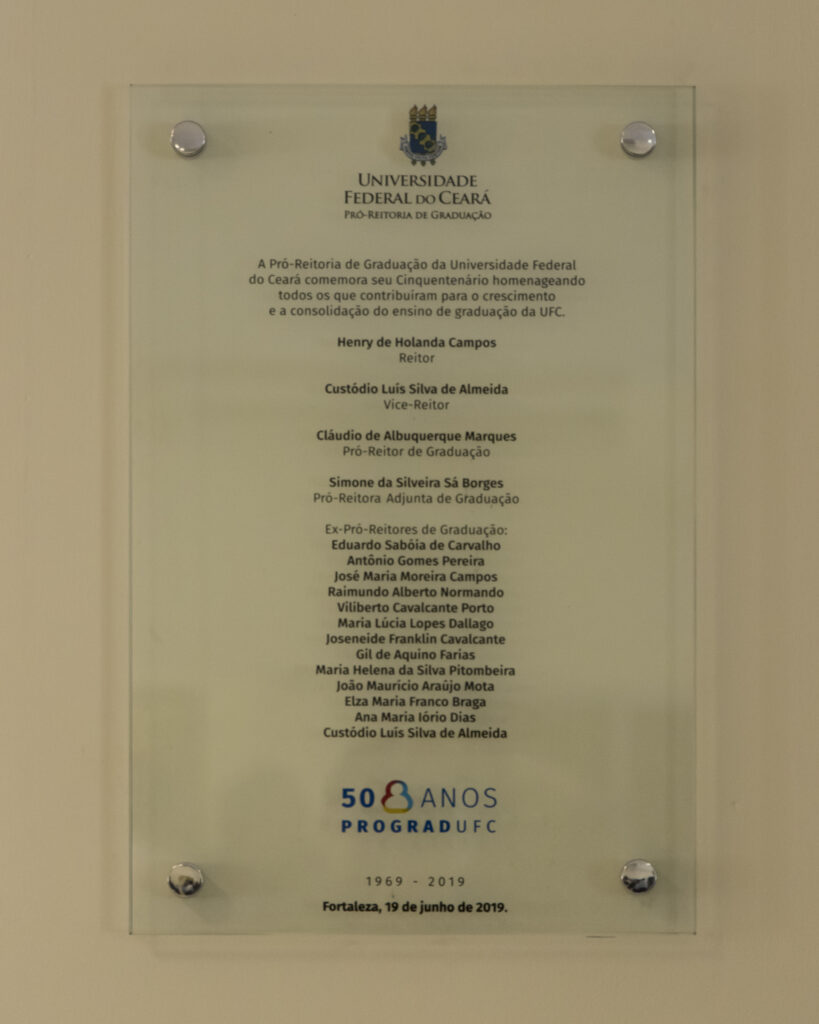 UNIVERSIDADE
FEDERAL DO CEARÁ
PRÓ-REITORIA DE GRADUAÇÃO
A Pró-Reitoria de Graduação da Universidade Federal
do Ceará comemora seu Cinquentenário homenageando
todos os que contribuíram para o crescimento
e a consolidação do ensino de graduação da UFC.
Henry de Holanda Campos
Reitor
Custódio Luís Silva de Almeida
Vice-Reitor
Cláudio de Albuquerque Marques
Pró-Reitor de Graduação
Simone da Silveira Sá Borges
Pró-Reitora Adjunta de Graduação
Ex-Pró-Reitores de Graduação:
Eduardo Sabóia de Carvalho
Antônio Gomes Pereira
José Maria Moreira Campos
Raimundo Alberto Normando
Viliberto Cavalcante Porto
Maria Lúcia Lopes Dallago
Joseneide Franklin Cavalcante
Gil de Aquino Farias
Maria Helena da Silva Pitombeira
João Maurício Araújo Mota
Elza Maria Franco Braga
Ana Maria Iório Dias
Custódio Luís Silva de Almeida
50 ANOS
PROGRADUFC
1969 - 2019
Fortaleza, 19 de junho de 2019.